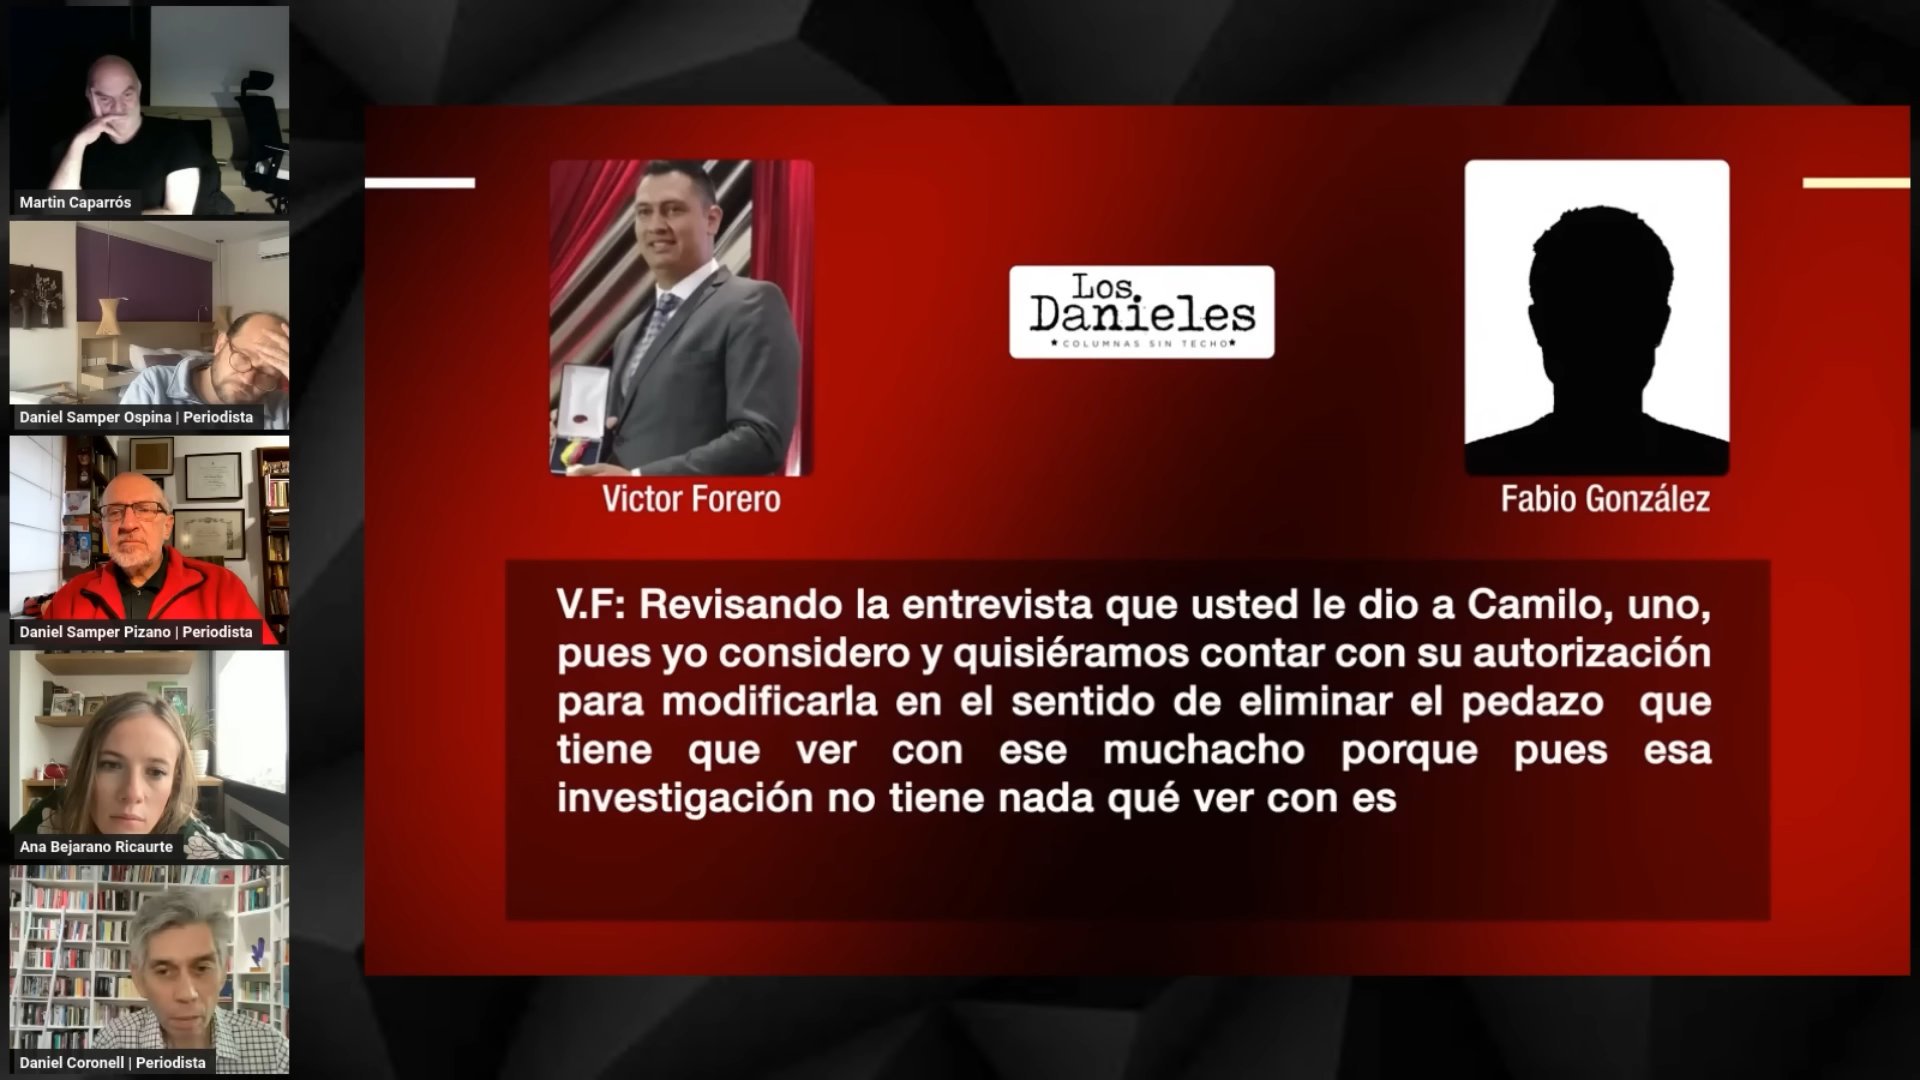 Martin Caparrós
Daniel Samper Ospina | Periodista
Daniel Samper Pizano | Periodista
Ana Bejarano Ricaurte
Daniel Coronell | Periodista
Los
Danieles
★COLUMNAS SIN TECHO★
Victor Forero
Fabio González
V.F: Revisando la entrevista que usted le dio a Camilo, uno,
pues yo considero y quisiéramos contar con su autorización
para modificarla en el sentido de eliminar el pedazo que
tiene que ver con ese muchacho porque pues esa
investigación no tiene nada qué ver con es